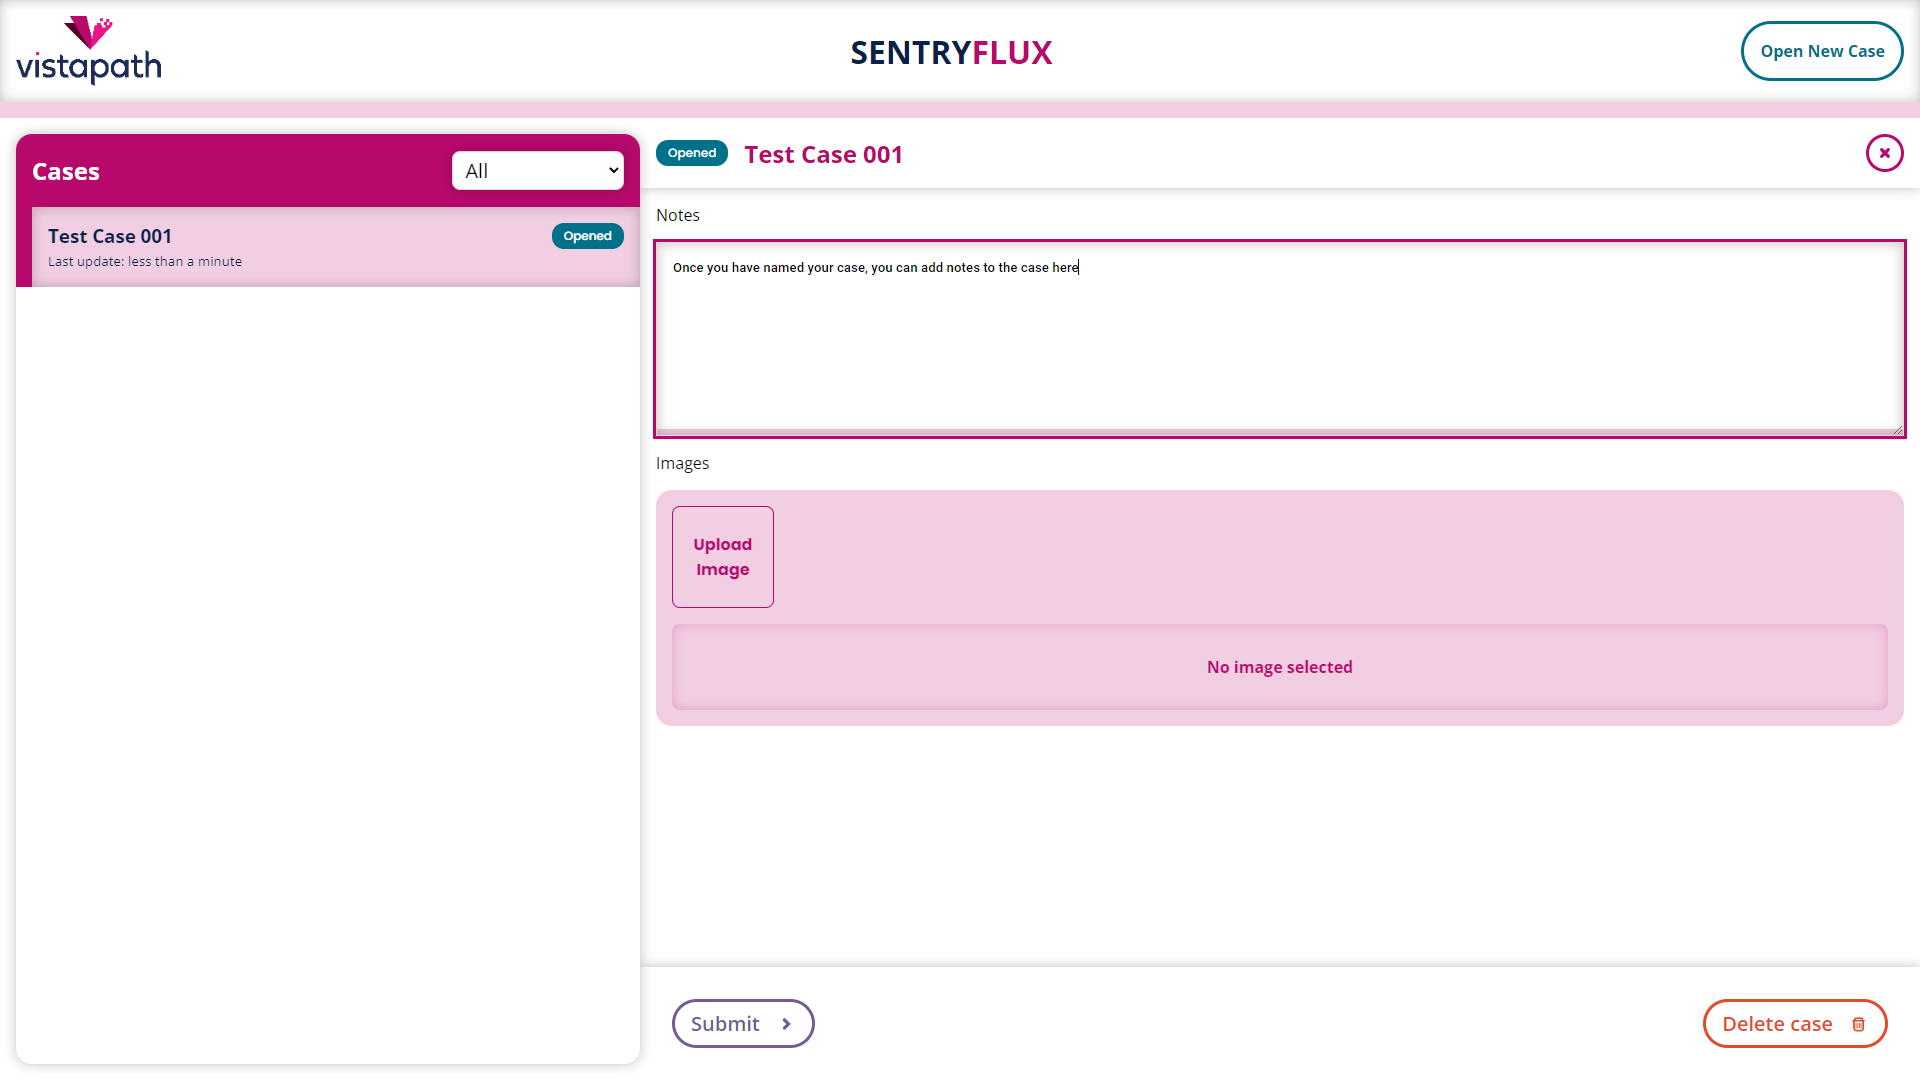 vistapath
SENTRYFLUX
Open New Case
Cases
All
Test Case 001
Opened
Last update: less than a minute
Opened
Test Case 001
Notes
Once you have named your case, you can add notes to the case here
Images
Upload
Image
No image selected
Submit
Delete case